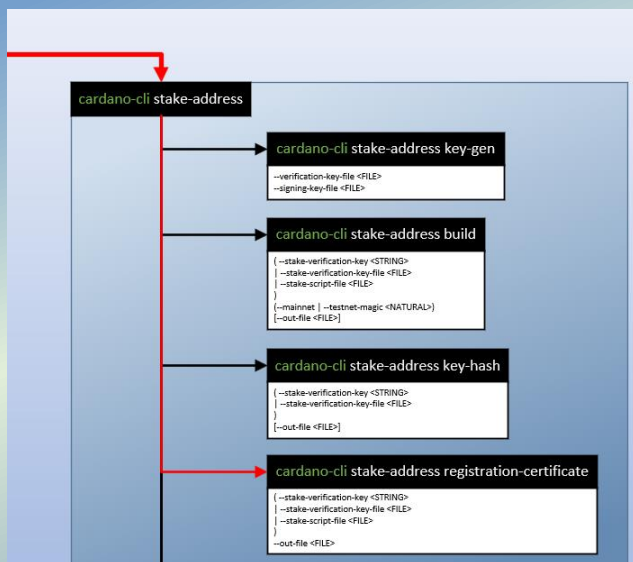 cardano-cli stake-address
cardano-cli stake-address key-gen
--verification-key-file <FILE>
--signing-key-file <FILE>
cardano-cli stake-address build
( --stake-verification-key <STRING>
| --stake-verification-key-file <FILE>
| --stake-script-file <FILE>
)
(--mainnet | --testnet-magic <NATURAL>)
[--out-file <FILE>]
cardano-cli stake-address key-hash
( --stake-verification-key <STRING>
| --stake-verification-key-file <FILE>
)
[--out-file <FILE>]
cardano-cli stake-address registration-certificate
( --stake-verification-key <STRING>
| --stake-verification-key-file <FILE>
| --stake-script-file <FILE>
)
--out-file <FILE>